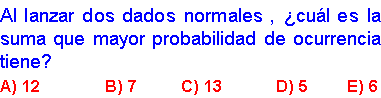 Al lanzar dos dados normales , ¿cuál es la
suma que mayor probabilidad de ocurrencia
tiene?
A) 12 B) 7 C) 13 D) 5 E) 6